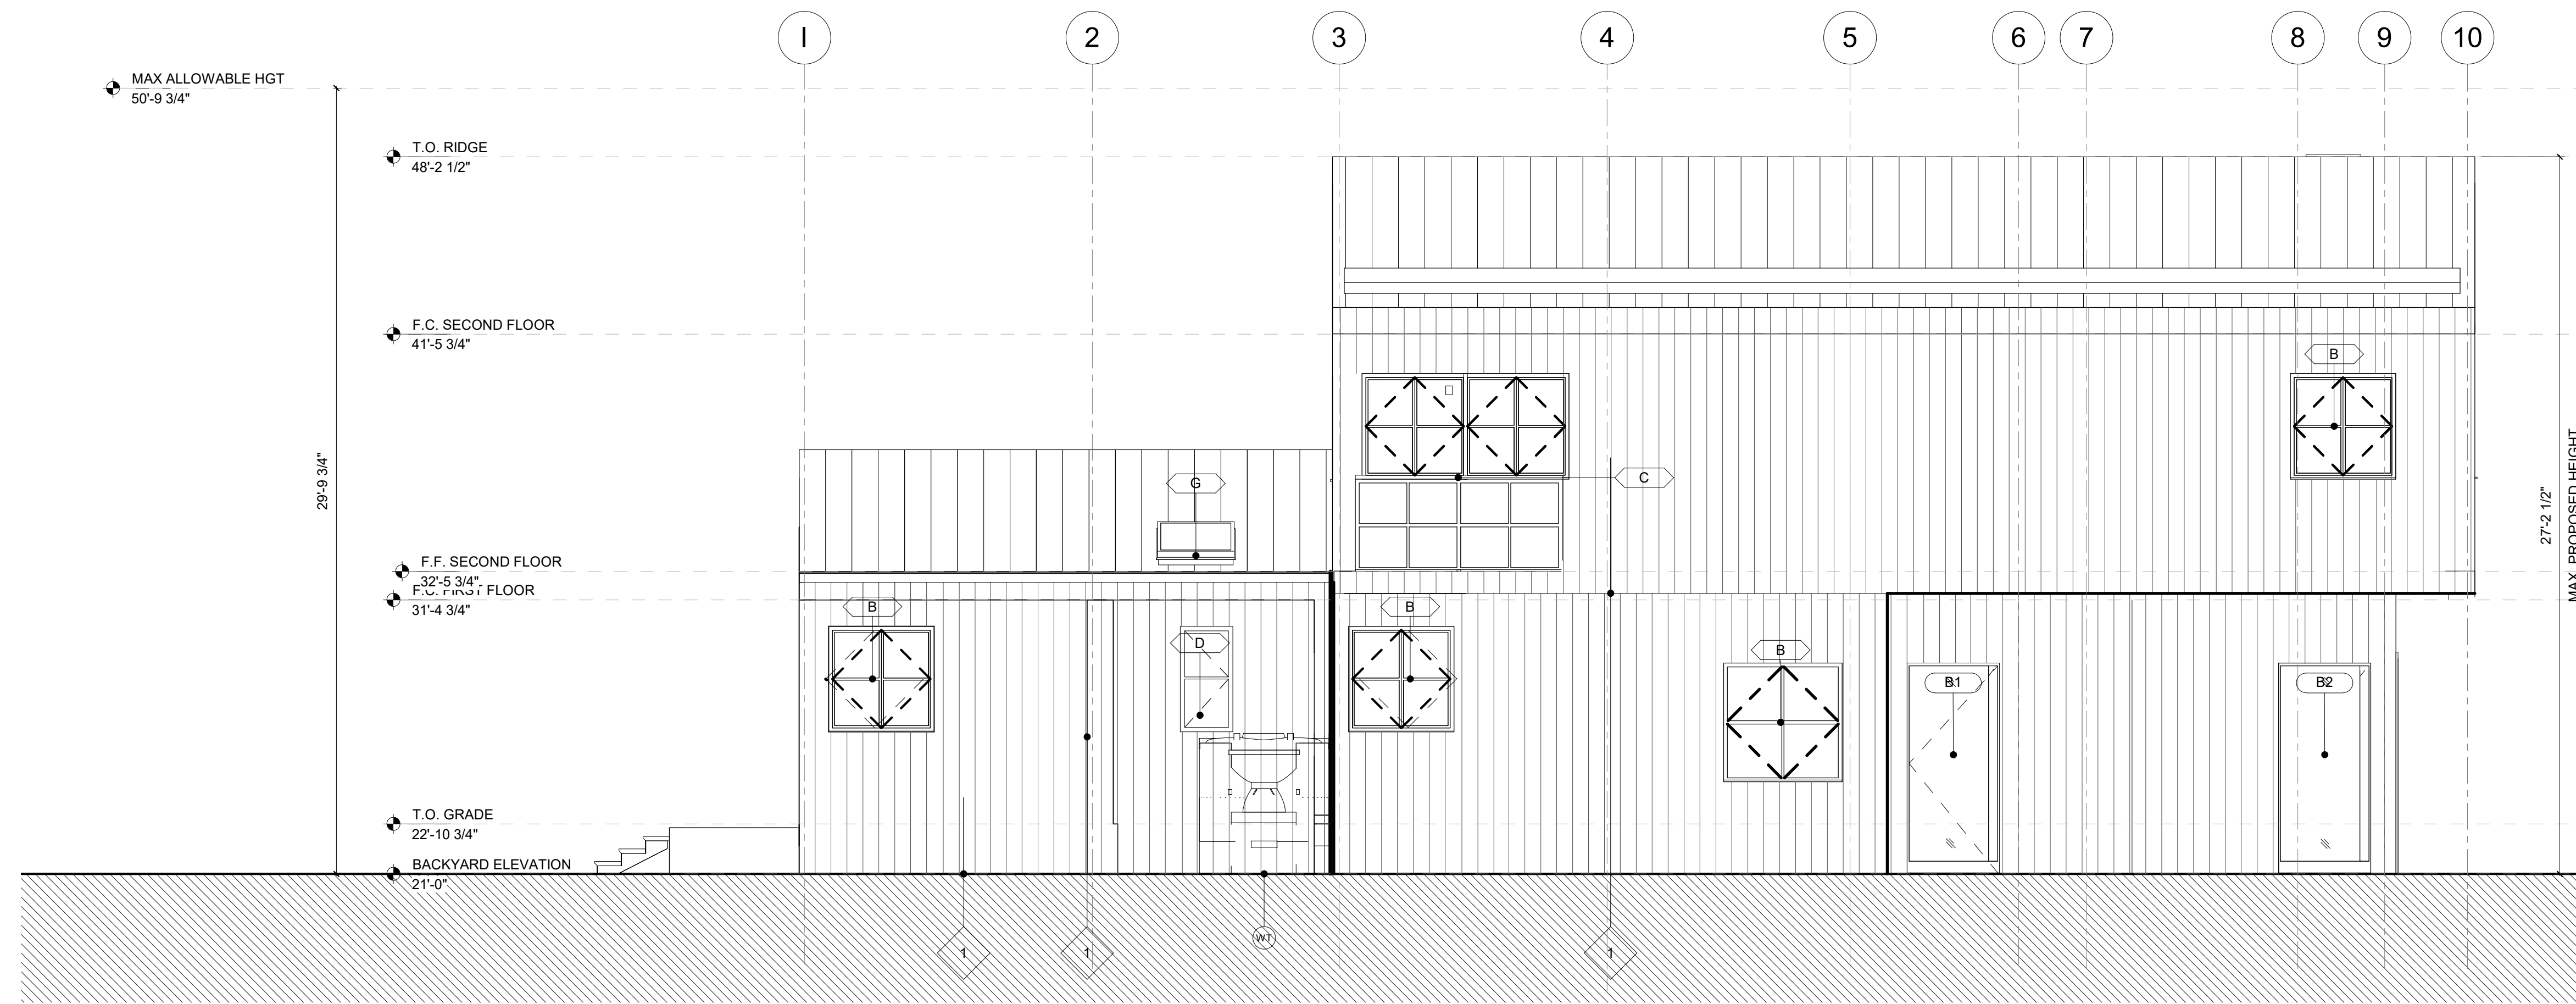 I
2
3
4
5
6
7
8
9
10
MAX ALLOWABLE HGT
50'-9 3/4"
T.O. RIDGE
48'-2 1/2"
F.C. SECOND FLOOR
41'-5 3/4"
B
G
C
29'-9 3/4"
27'-2 1/2"
MAX. PROPOSED HEIGHT
F.F. SECOND FLOOR
32'-5 3/4"
F.C. FIRST FLOOR
31'-4 3/4"
B
D
B
B
B1
B2
T.O. GRADE
22'-10 3/4"
BACKYARD ELEVATION
21'-0"
1
1
WT
1